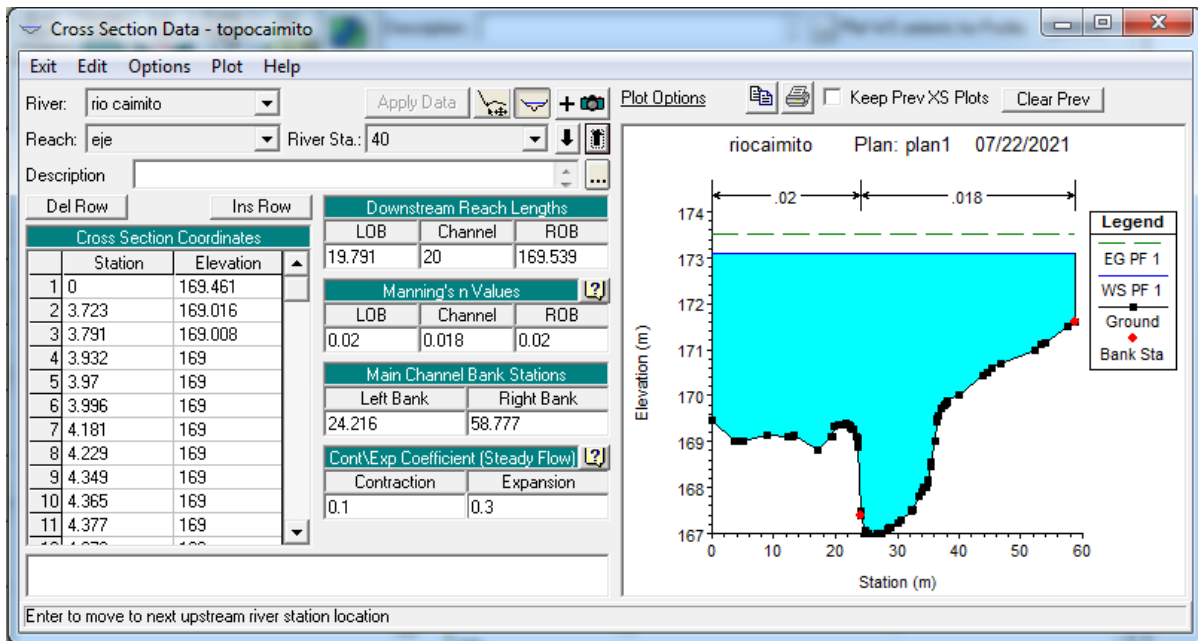 Cross Section Data - topocaimito
Exit Edit Options Plot Help
River: rio caimito Apply Data
Reach: eje River Sta.: 40
Description ...
Del Row Ins Row
Cross Section Coordinates
Station Elevation
1 0 169.461
2 3.723 169.016
3 3.791 169.008
4 3.932 169
5 3.97 169
6 3.996 169
7 4.181 169
8 4.229 169
9 4.349 169
10 4.365 169
11 4.377 169
Downstream Reach Lengths
LOB Channel ROB
19.791 20 169.539
Manning's n Values
LOB Channel ROB
0.02 0.018 0.02
Main Channel Bank Stations
Left Bank Right Bank
24.216 58.777
Cont\Exp Coefficient (Steady Flow)
Contraction Expansion
0.1 0.3
Enter to move to next upstream river station location
Plot Options Keep Prev XS Plots Clear Prev
riocaimito Plan: plan1 07/22/2021
.02 .018
174
173
172
171
170
169
168
167
Elevation (m)
0 10 20 30 40 50 60
Station (m)
Legend
EG PF 1
WS PF 1
Ground
Bank Sta